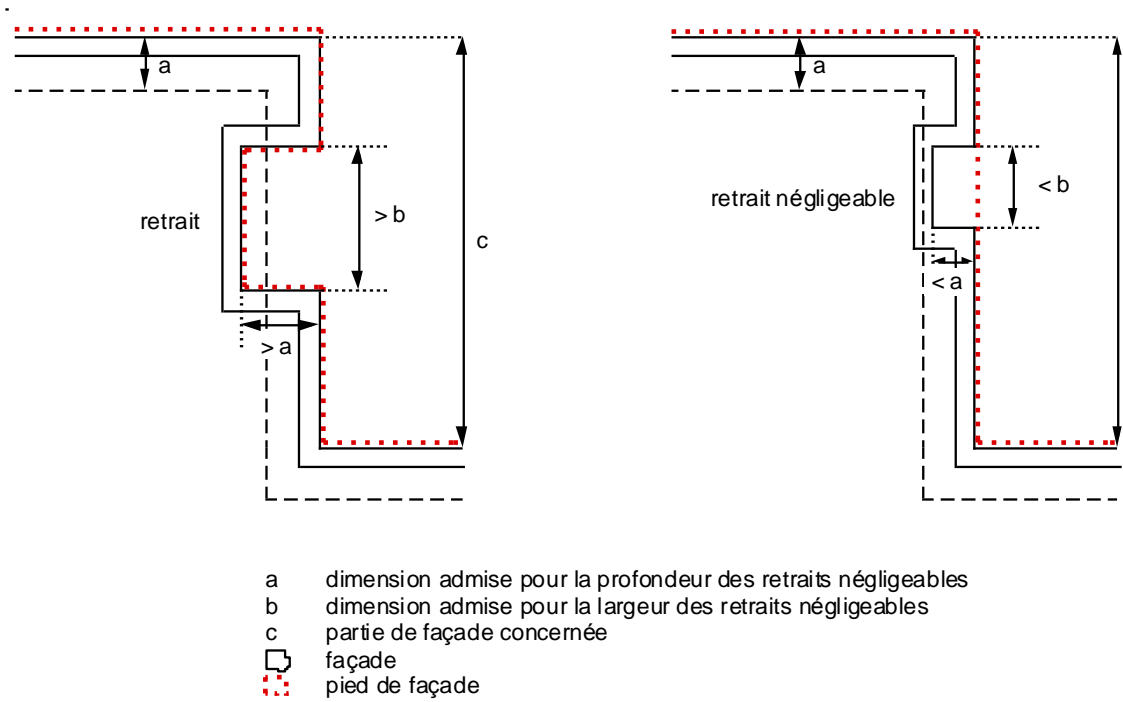 a
a
retrait
> b
c
> a
retrait négligeable
< b
< a
a dimension admise pour la profondeur des retraits négligeables
b dimension admise pour la largeur des retraits négligeables
c partie de façade concernée
façade
pied de façade